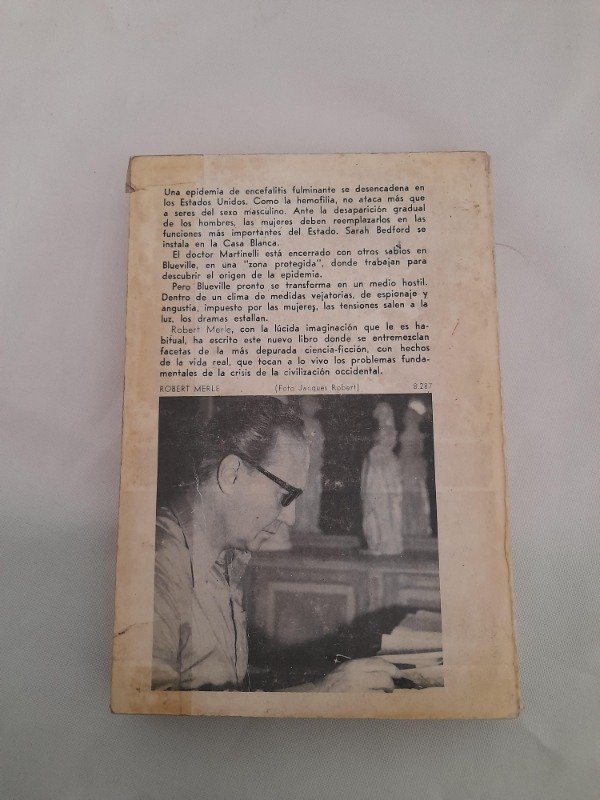 Una epidemia de encefalitis fulminante se desencadena en
los Estados Unidos. Como la hemofilia, no ataca más que
a seres del sexo masculino. Ante la desaparición gradual
de los hombres, las mujeres deben reemplazarlos en las
funciones más importantes del Estado. Sarah Bedford se
instala en la Casa Blanca.
El doctor Martinelli está encerrado con otros sabios en
Blueville, en una "zona protegida", donde trabajan para
descubrir el origen de la epidemia.
Pero Blueville pronto se transforma en un medio hostil.
Dentro de un clima de medidas vejatorias, de espionaje y
angustia, impuesto por las mujeres, las tensiones salen a la
luz, los dramas estallan.
Robert Merle, con la lúcida imaginación que le es ha-
bitual, ha escrito este nuevo libro donde se entremezclan
facetas de la más depurada ciencia-ficción, con hechos
de la vida real, que tocan a lo vivo los problemas funda-
mentales de la crisis de la civilización occidental.
ROBERT MERLE (Foto Jacques Robert) 8.287